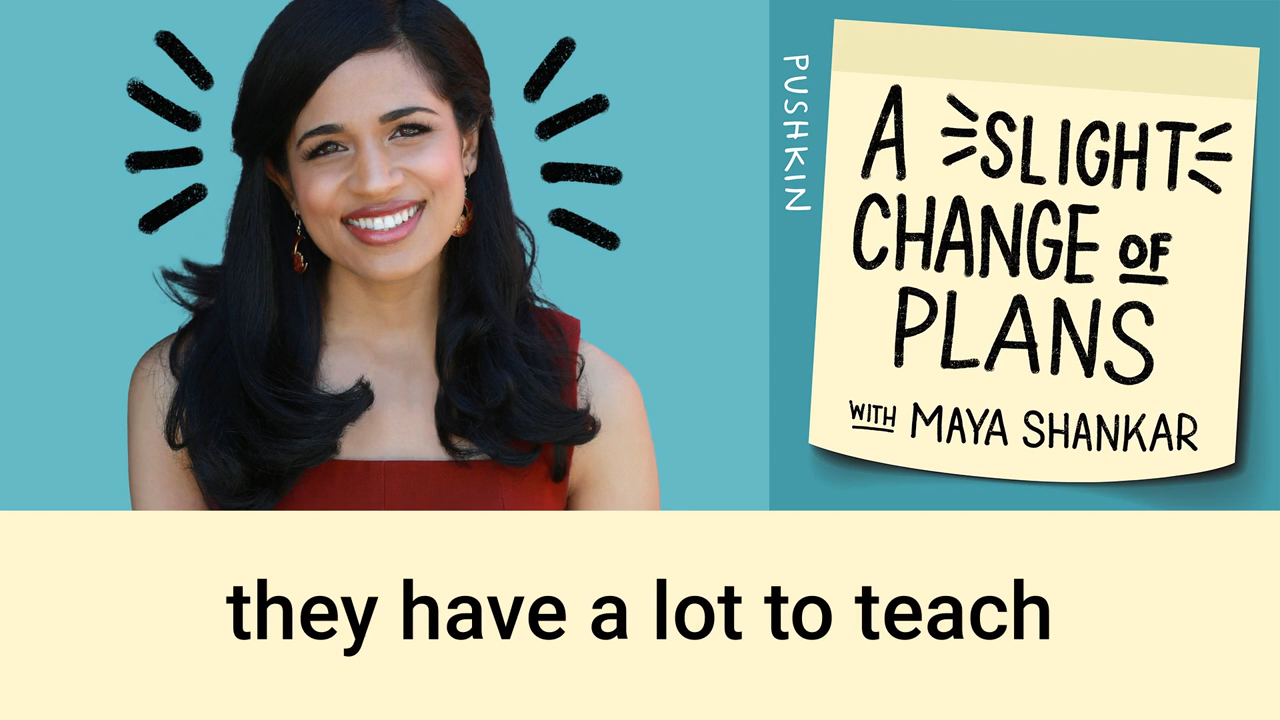 PUSHKIN
A SLIGHT
CHANGE OF
PLANS
WITH MAYA SHANKAR
they have a lot to teach